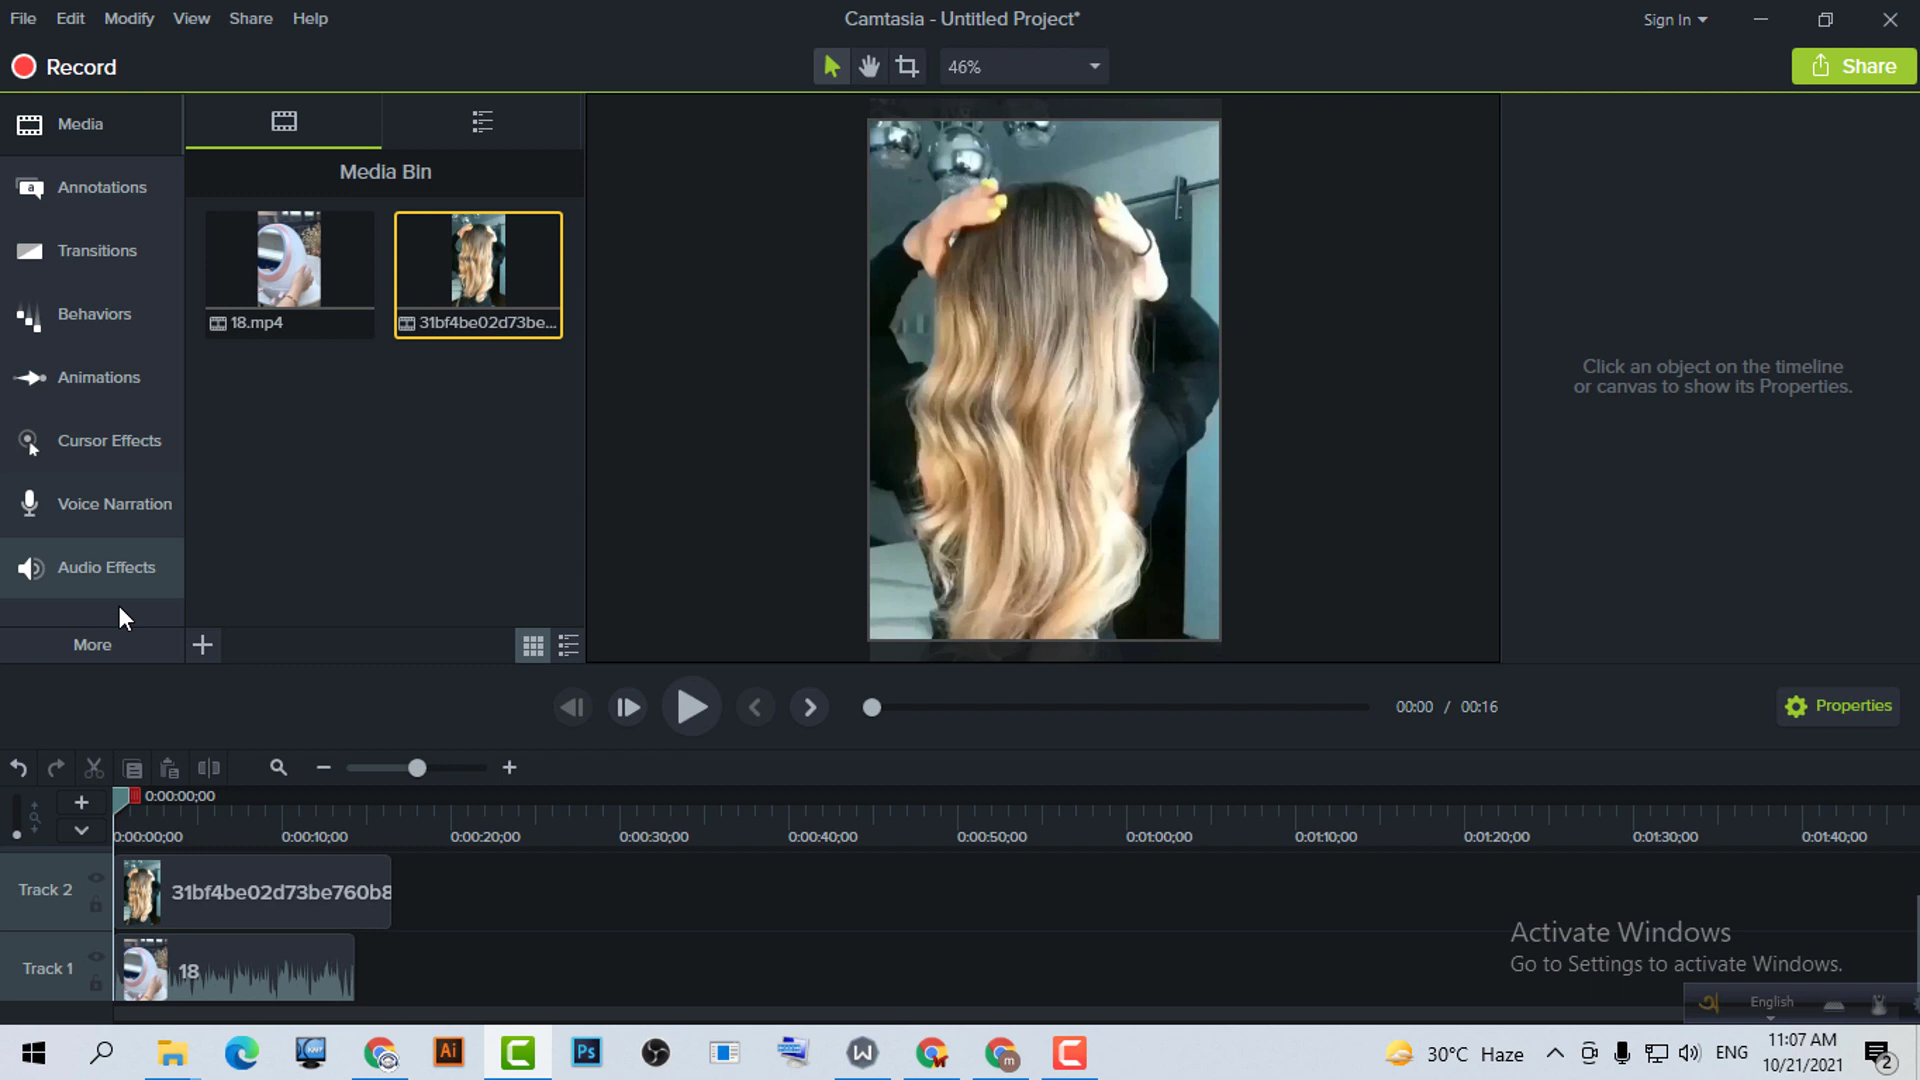 File Edit Modify View Share Help
Camtasia - Untitled Project*
Sign In
Record
46%
Share
Media
Annotations
Transitions
Behaviors
Animations
Cursor Effects
Voice Narration
Audio Effects
More
Media Bin
18.mp4
31bf4be02d73be...
Click an object on the timeline
or canvas to show its Properties.
00:00 / 00:16
Properties
0:00:00;00
0:00:00;00 0:00:10;00 0:00:20;00 0:00:30;00 0:00:40;00 0:00:50;00 0:01:00;00 0:01:10;00 0:01:20;00 0:01:30;00 0:01:40;00
Track 2
31bf4be02d73be760b8
Track 1
18
Activate Windows
Go to Settings to activate Windows.
English
Ai
Ps
30°C Haze
ENG
11:07 AM
10/21/2021
2